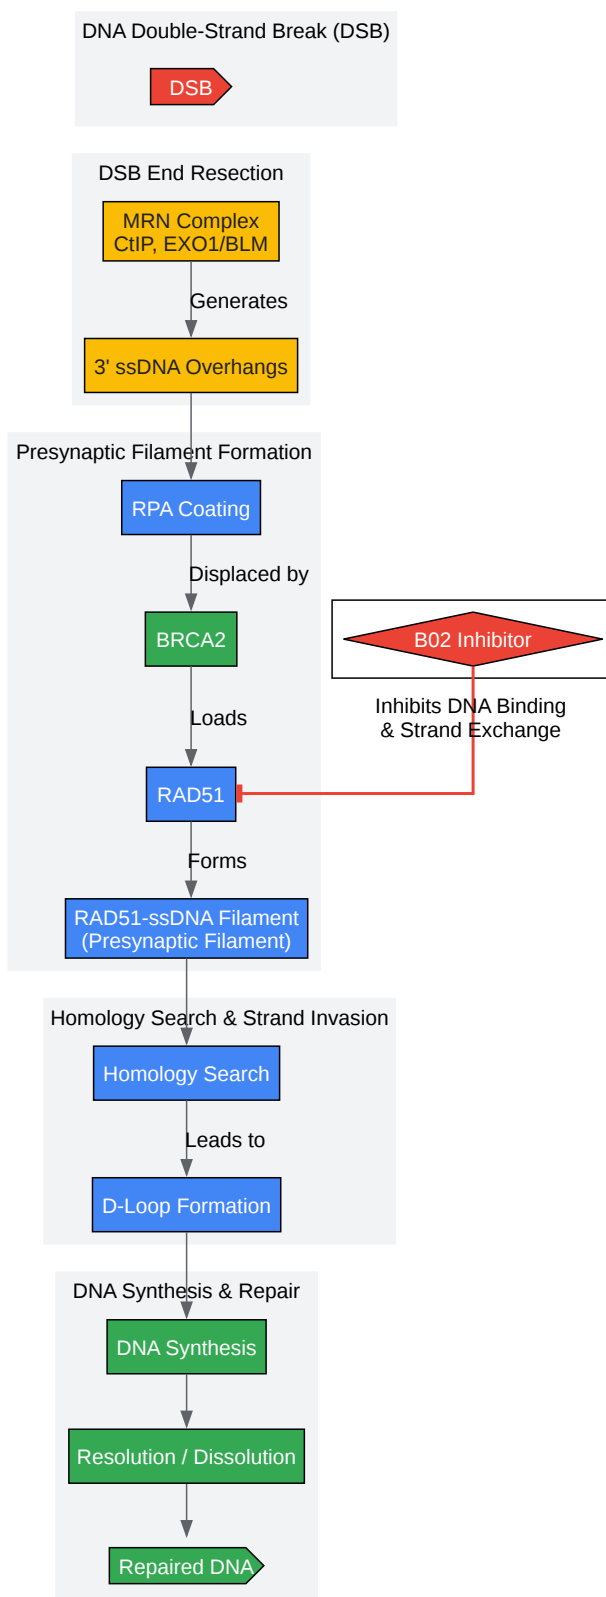 DNA Double-Strand Break (DSB)
DSB
DSB End Resection
MRN Complex
CtIP, EXO1/BLM
Generates
3' ssDNA Overhangs
Presynaptic Filament Formation
RPA Coating
Displaced by
BRCA2
B02 Inhibitor
Inhibits DNA Binding
& Strand Exchange
Loads
RAD51
Forms
RAD51-ssDNA Filament
(Presynaptic Filament)
Homology Search & Strand Invasion
Homology Search
Leads to
D-Loop Formation
DNA Synthesis & Repair
DNA Synthesis
Resolution / Dissolution
Repaired DNA